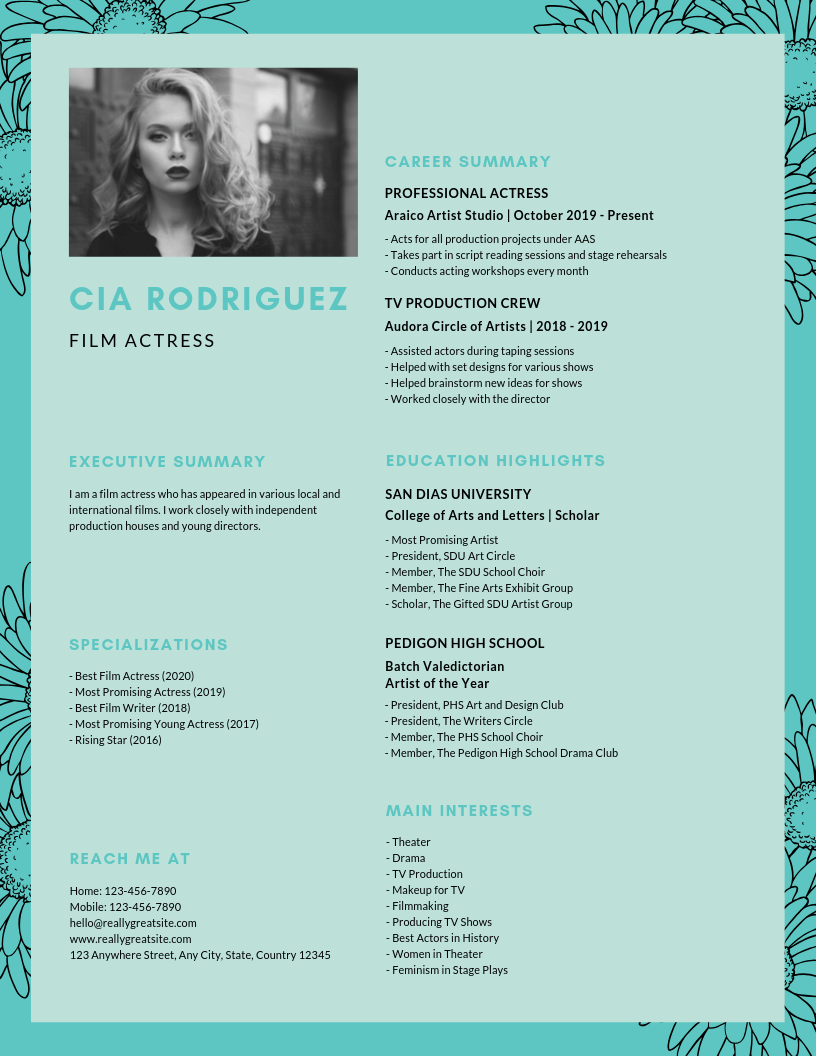 CIA RODRIGUEZ
FILM ACTRESS
EXECUTIVE SUMMARY
I am a film actress who has appeared in various local and
international films. I work closely with independent
production houses and young directors.
SPECIALIZATIONS
- Best Film Actress (2020)
- Most Promising Actress (2019)
- Best Film Writer (2018)
- Most Promising Young Actress (2017)
- Rising Star (2016)
REACH ME AT
Home: 123-456-7890
Mobile: 123-456-7890
hello@reallygreatsite.com
www.reallygreatsite.com
123 Anywhere Street, Any City, State, Country 12345
CAREER SUMMARY
PROFESSIONAL ACTRESS
Araico Artist Studio | October 2019 - Present
- Acts for all production projects under AAS
- Takes part in script reading sessions and stage rehearsals
- Conducts acting workshops every month
TV PRODUCTION CREW
Audora Circle of Artists | 2018 - 2019
- Assisted actors during taping sessions
- Helped with set designs for various shows
- Helped brainstorm new ideas for shows
- Worked closely with the director
EDUCATION HIGHLIGHTS
SAN DIAS UNIVERSITY
College of Arts and Letters | Scholar
- Most Promising Artist
- President, SDU Art Circle
- Member, The SDU School Choir
- Member, The Fine Arts Exhibit Group
- Scholar, The Gifted SDU Artist Group
PEDIGON HIGH SCHOOL
Batch Valedictorian
Artist of the Year
- President, PHS Art and Design Club
- President, The Writers Circle
- Member, The PHS School Choir
- Member, The Pedigon High School Drama Club
MAIN INTERESTS
- Theater
- Drama
- TV Production
- Makeup for TV
- Filmmaking
- Producing TV Shows
- Best Actors in History
- Women in Theater
- Feminism in Stage Plays